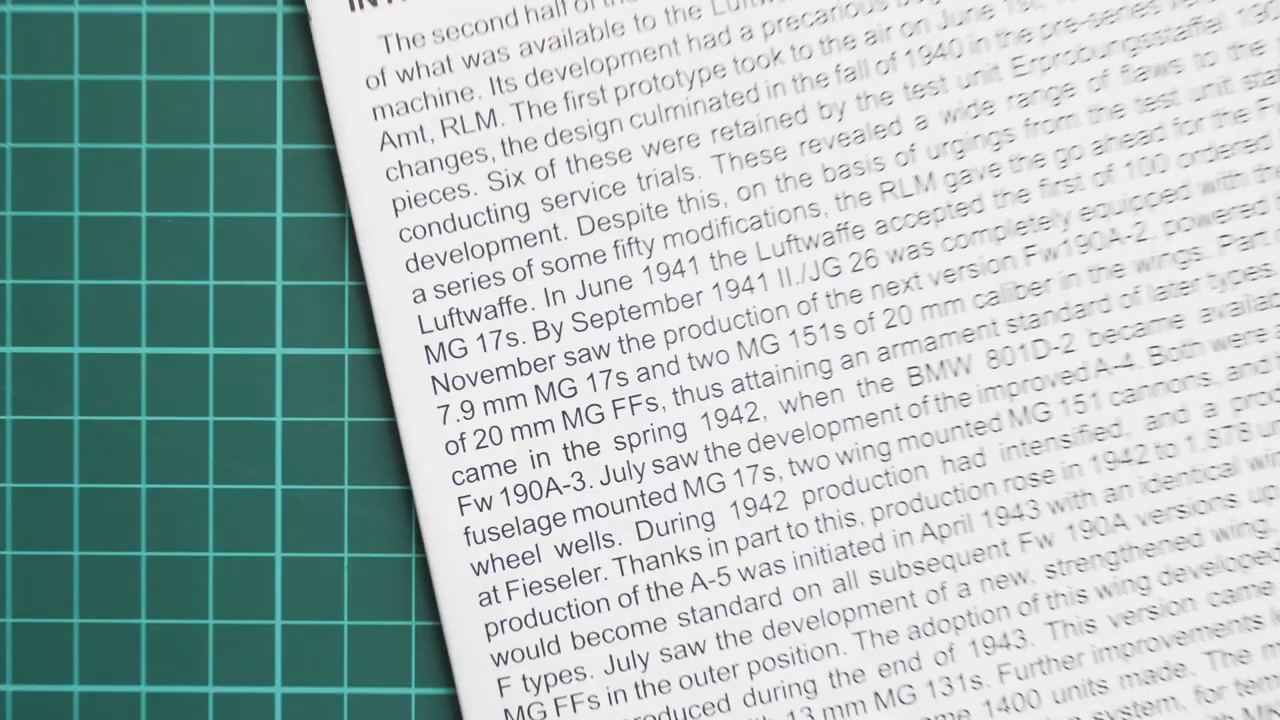 The second half of the
of what was available to the
machine. Its development had a precarious
Amt, RLM. The first prototype took to the air on June 1st,
changes, the design culminated in the fall of 1940 in the pre-series
pieces. Six of these were retained by the test unit Erprobungsstaffel 190
conducting service trials. These revealed a wide range of flaws to the
development. Despite this, on the basis of urgings from the test unit
a series of some fifty modifications, the RLM gave the go ahead for the
Luftwaffe. In June 1941 the Luftwaffe accepted the first of 100 ordered
MG 17s. By September 1941 II./JG 26 was completely equipped with the
November saw the production of the next version Fw190A-2, powered
7.9 mm MG 17s and two MG 151s of 20 mm caliber in the wings. Part
of 20 mm MG FFs, thus attaining an armament standard of later types.
came in the spring 1942, when the BMW 801D-2 became
Fw 190A-3. July saw the development of the improved A-4. Both were
fuselage mounted MG 17s, two wing mounted MG 151 cannons, and
wheel wells. During 1942 production had intensified, and a
at Fieseler. Thanks in part to this, production rose in 1942 to 1,878
production of the A-5 was initiated in April 1943 with an identical
would become standard on all subsequent Fw 190A versions
F types. July saw the development of a new, strengthened wing,
MG FFs in the outer position. The adoption of this wing developed
produced during the end of 1943. This version came
13 mm MG 131s. Further improvements
1400 units made. The
system, for